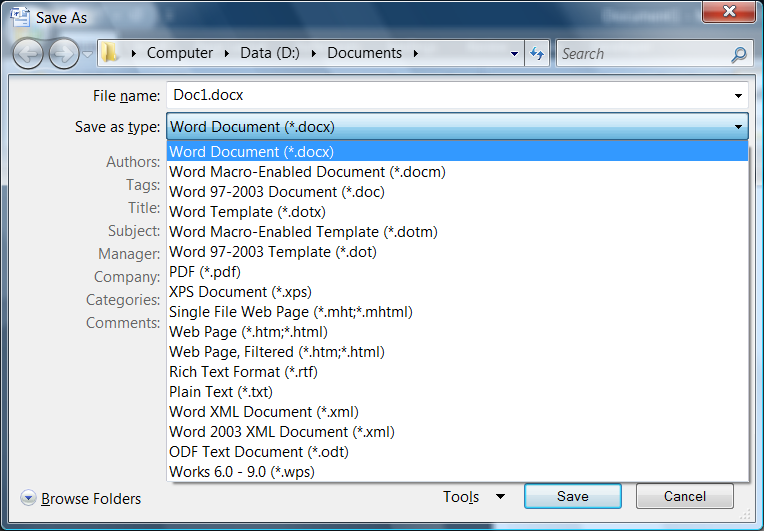 Save As
Document1
Computer Data (D:) Documents
Search
File name: Doc1.docx
Save as type: Word Document (*.docx)
Word Document (*.docx)
Word Macro-Enabled Document (*.docm)
Authors:
Word 97-2003 Document (*.doc)
Tags:
Word Template (*.dotx)
Title:
Word Macro-Enabled Template (*.dotm)
Subject:
Word 97-2003 Template (*.dot)
Manager:
PDF (*.pdf)
Company:
XPS Document (*.xps)
Categories:
Single File Web Page (*.mht;*.mhtml)
Comments:
Web Page (*.htm;*.html)
Web Page, Filtered (*.htm;*.html)
Rich Text Format (*.rtf)
Plain Text (*.txt)
Word XML Document (*.xml)
Word 2003 XML Document (*.xml)
ODF Text Document (*.odt)
Works 6.0 - 9.0 (*.wps)
Browse Folders Tools Save Cancel